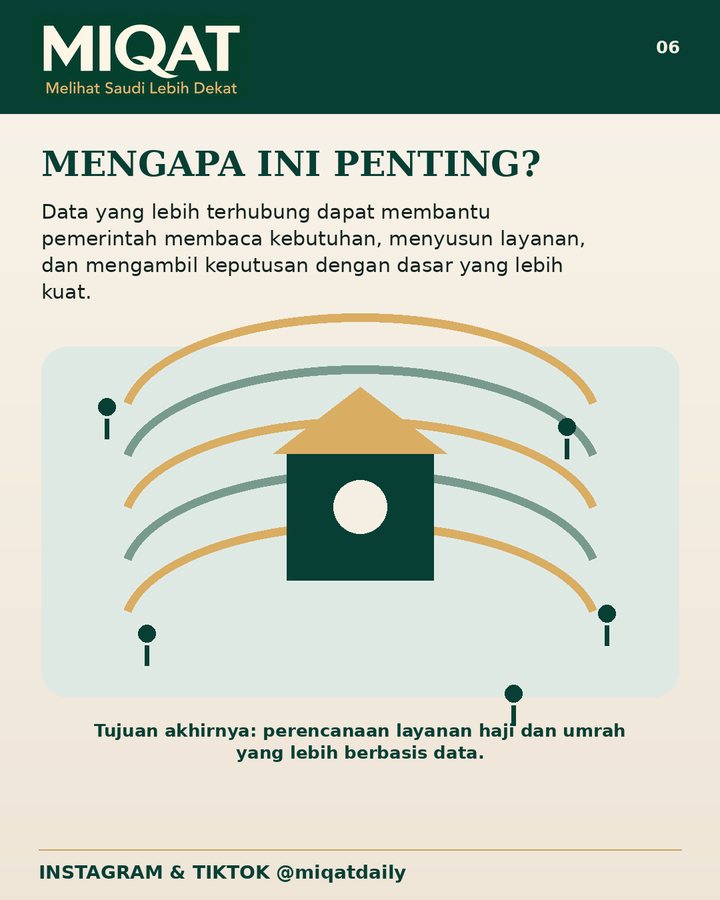 MIQAT
Melihat Saudi Lebih Dekat
06
MENGAPA INI PENTING?
Data yang lebih terhubung dapat membantu
pemerintah membaca kebutuhan, menyusun layanan,
dan mengambil keputusan dengan dasar yang lebih
kuat.
Tujuan akhirnya: perencanaan layanan haji dan umrah
yang lebih berbasis data.
INSTAGRAM & TIKTOK @miqatdaily